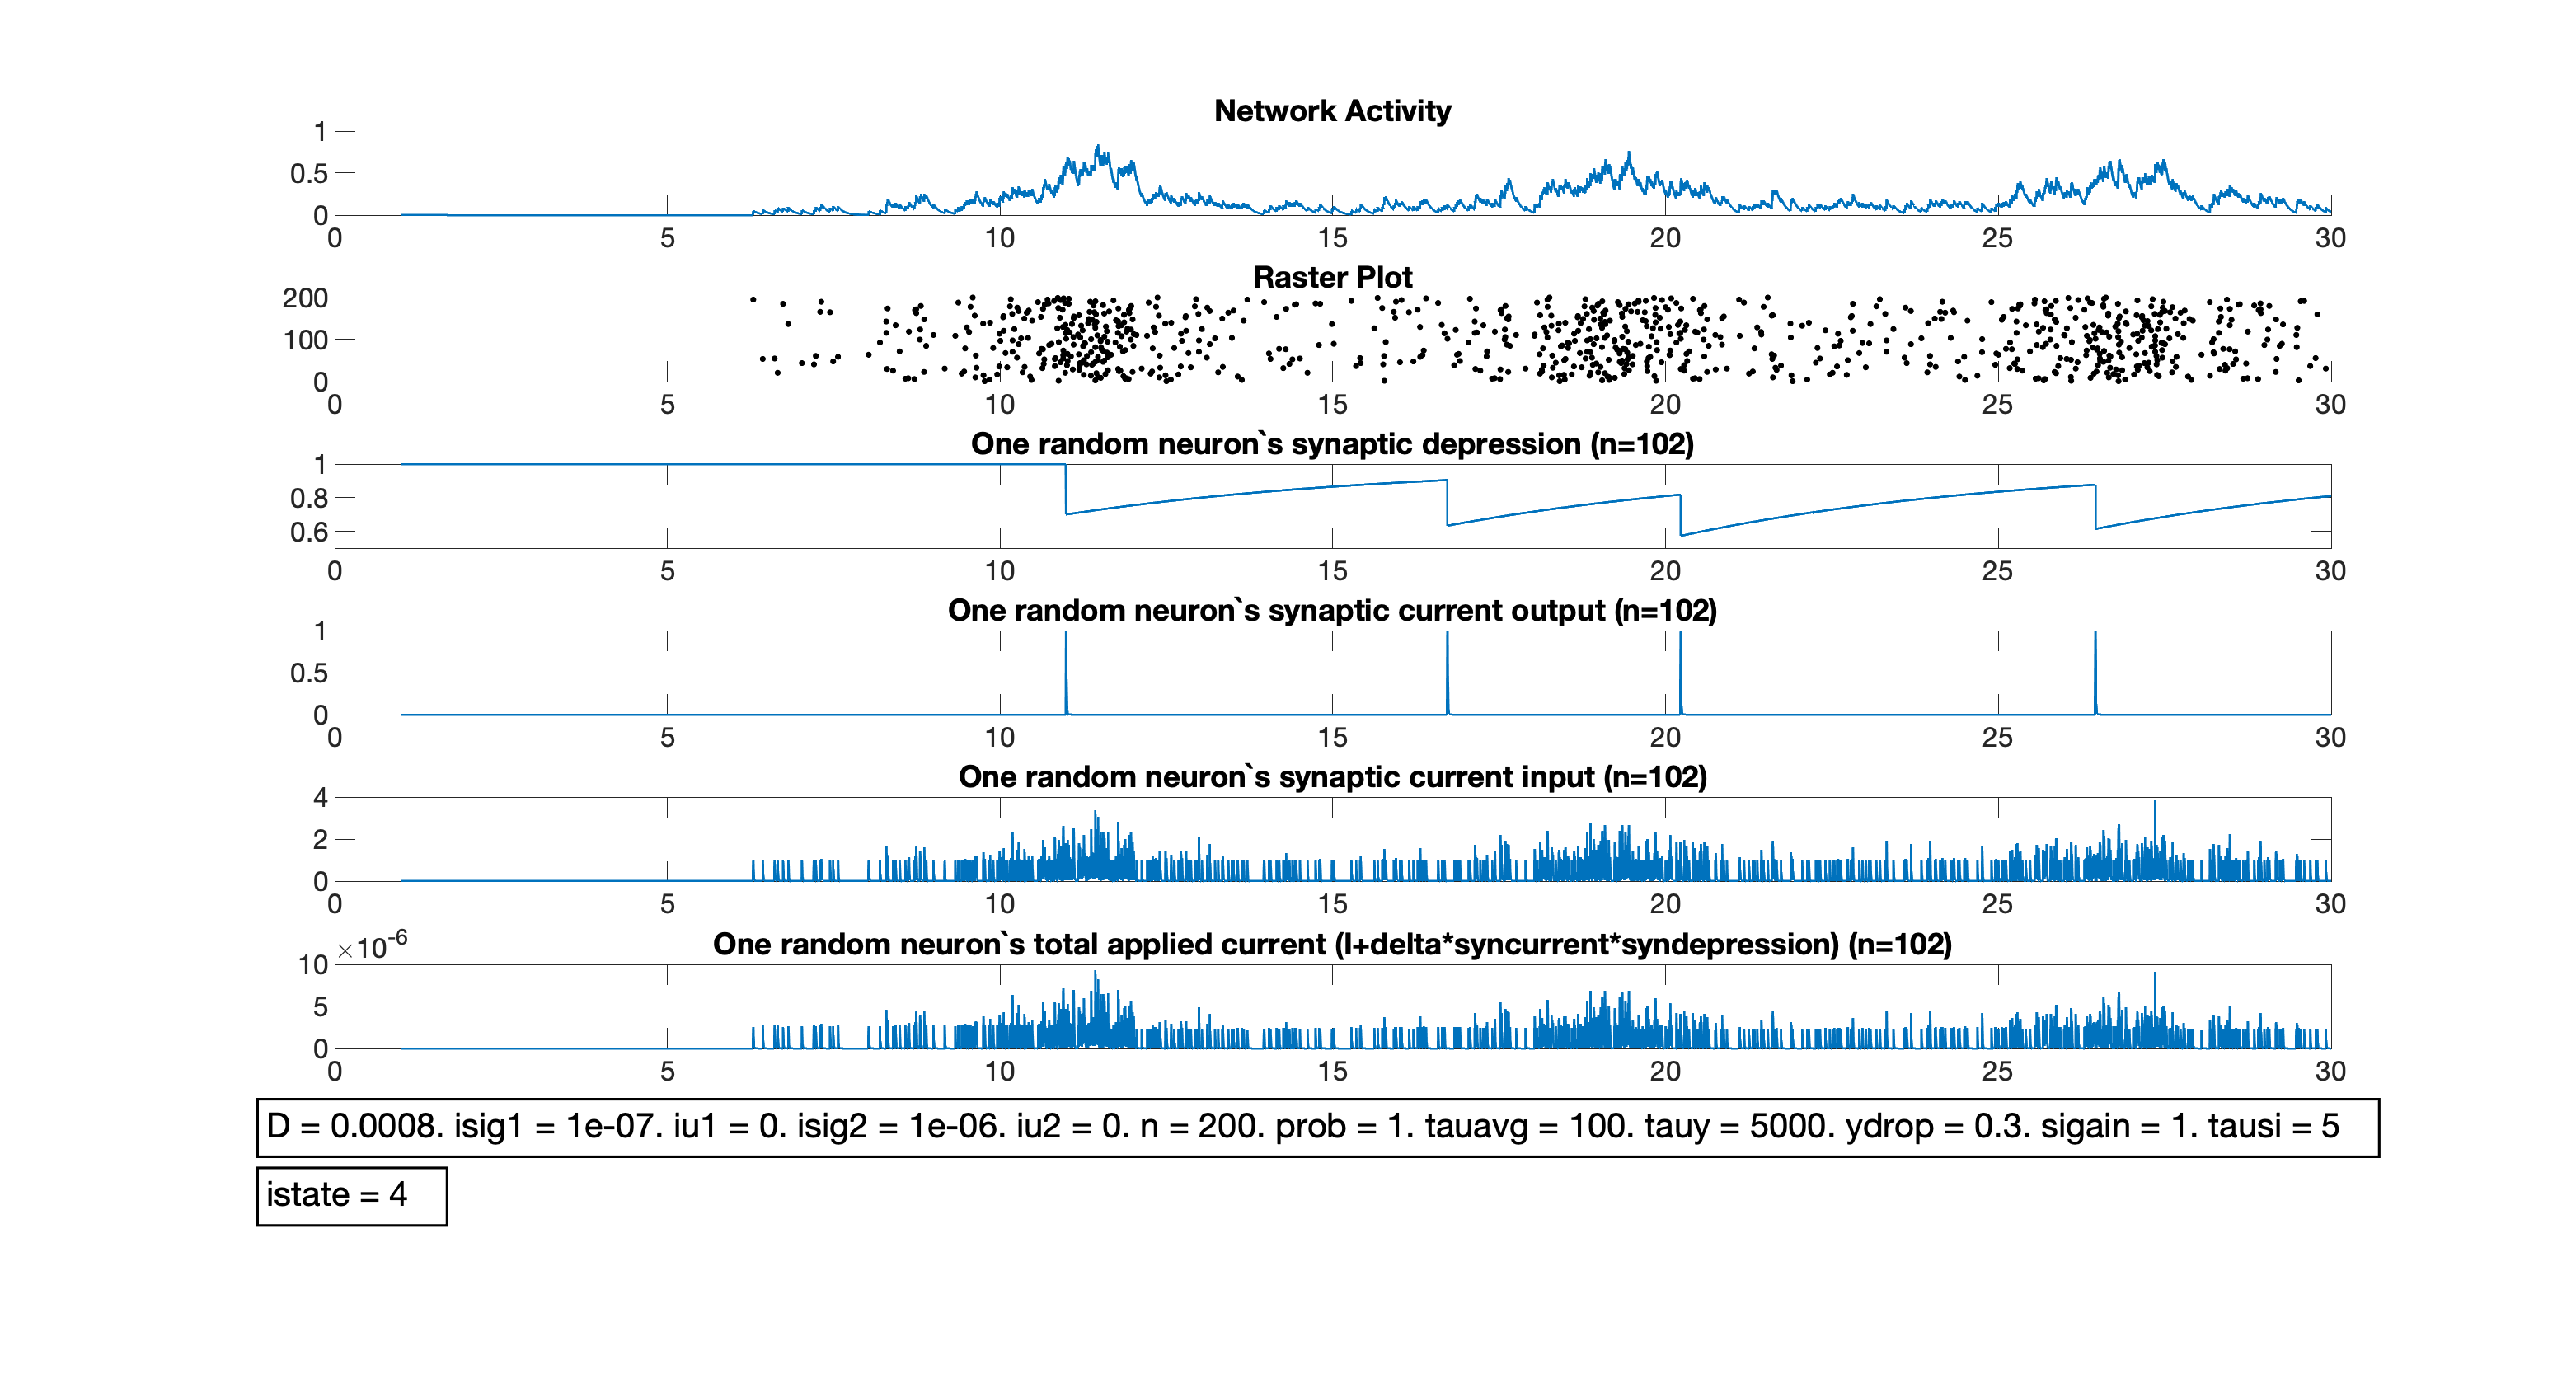 Network Activity
1
0.5
0
0 5 10 15 20 25 30
Raster Plot
200
100
0
0 5 10 15 20 25 30
One random neuron`s synaptic depression (n=102)
1
0.8
0.6
0 5 10 15 20 25 30
One random neuron`s synaptic current output (n=102)
1
0.5
0
0 5 10 15 20 25 30
One random neuron`s synaptic current input (n=102)
4
2
0
0 5 10 15 20 25 30
×10-6 One random neuron`s total applied current (I+delta*syncurrent*syndepression) (n=102)
10
5
0
0 5 10 15 20 25 30
D = 0.0008. isig1 = 1e-07. iu1 = 0. isig2 = 1e-06. iu2 = 0. n = 200. prob = 1. tauavg = 100. tauy = 5000. ydrop = 0.3. sigain = 1. tausi = 5
istate = 4